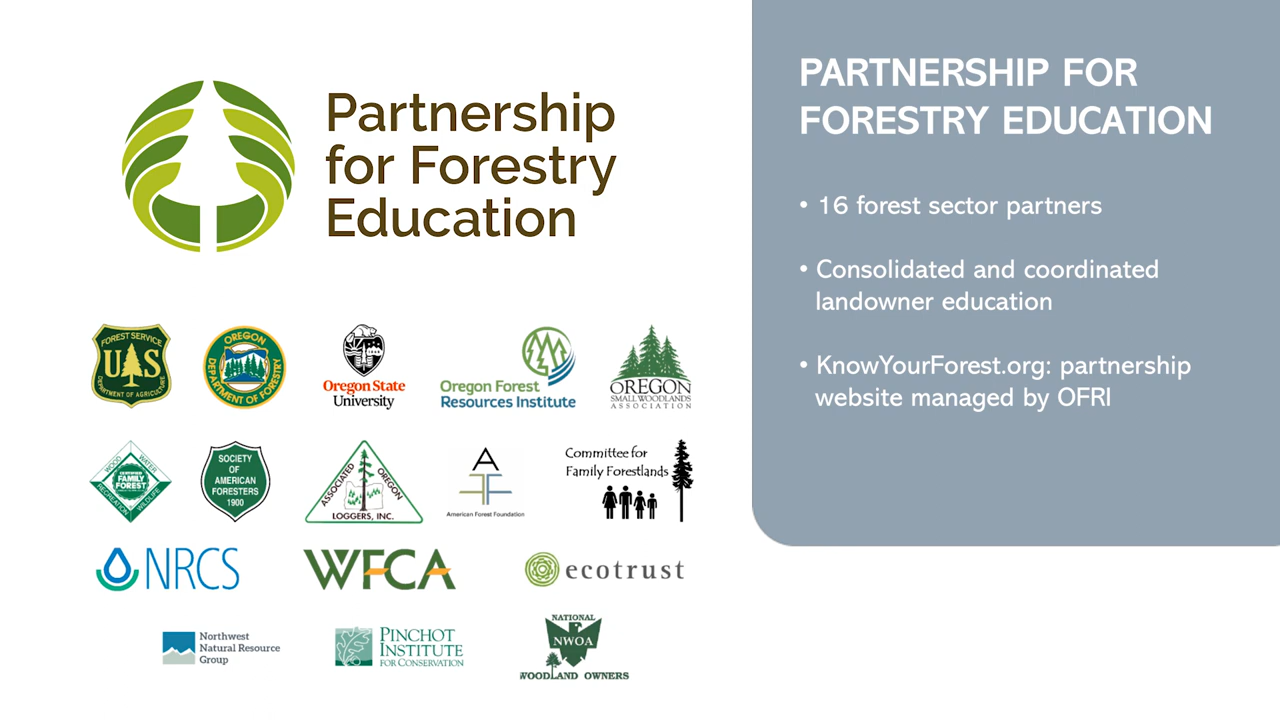 Partnership
for Forestry
Education
FOREST SERVICE
UAS
DEPARTMENT OF AGRICULTURE
OREGON
DEPARTMENT OF FORESTRY
Oregon State
University
Oregon Forest
Resources Institute
OREGON
SMALL WOODLANDS
ASSOCIATION
WOOD
WATER
FAMILY
FOREST
RECREATION
WILDLIFE
SOCIETY
OF
AMERICAN
FORESTERS
1900
ASSOCIATED
OREGON
LOGGERS, INC.
A
American Forest Foundation
Committee for
Family Forestlands
NRCS
WFCA
ecotrust
Northwest
Natural Resource
Group
PINCHOT
INSTITUTE
FOR CONSERVATION
NATIONAL
NWOA
WOODLAND OWNERS
PARTNERSHIP FOR
FORESTRY EDUCATION
• 16 forest sector partners
• Consolidated and coordinated
landowner education
• KnowYourForest.org: partnership
website managed by OFRI